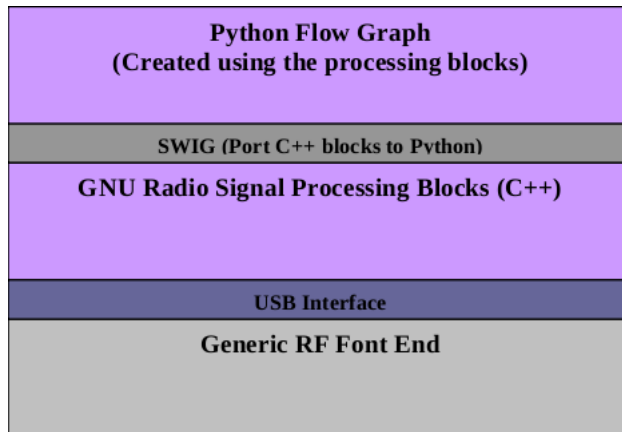 Python Flow Graph
(Created using the processing blocks)
SWIG (Port C++ blocks to Python)
GNU Radio Signal Processing Blocks (C++)
USB Interface
Generic RF Font End